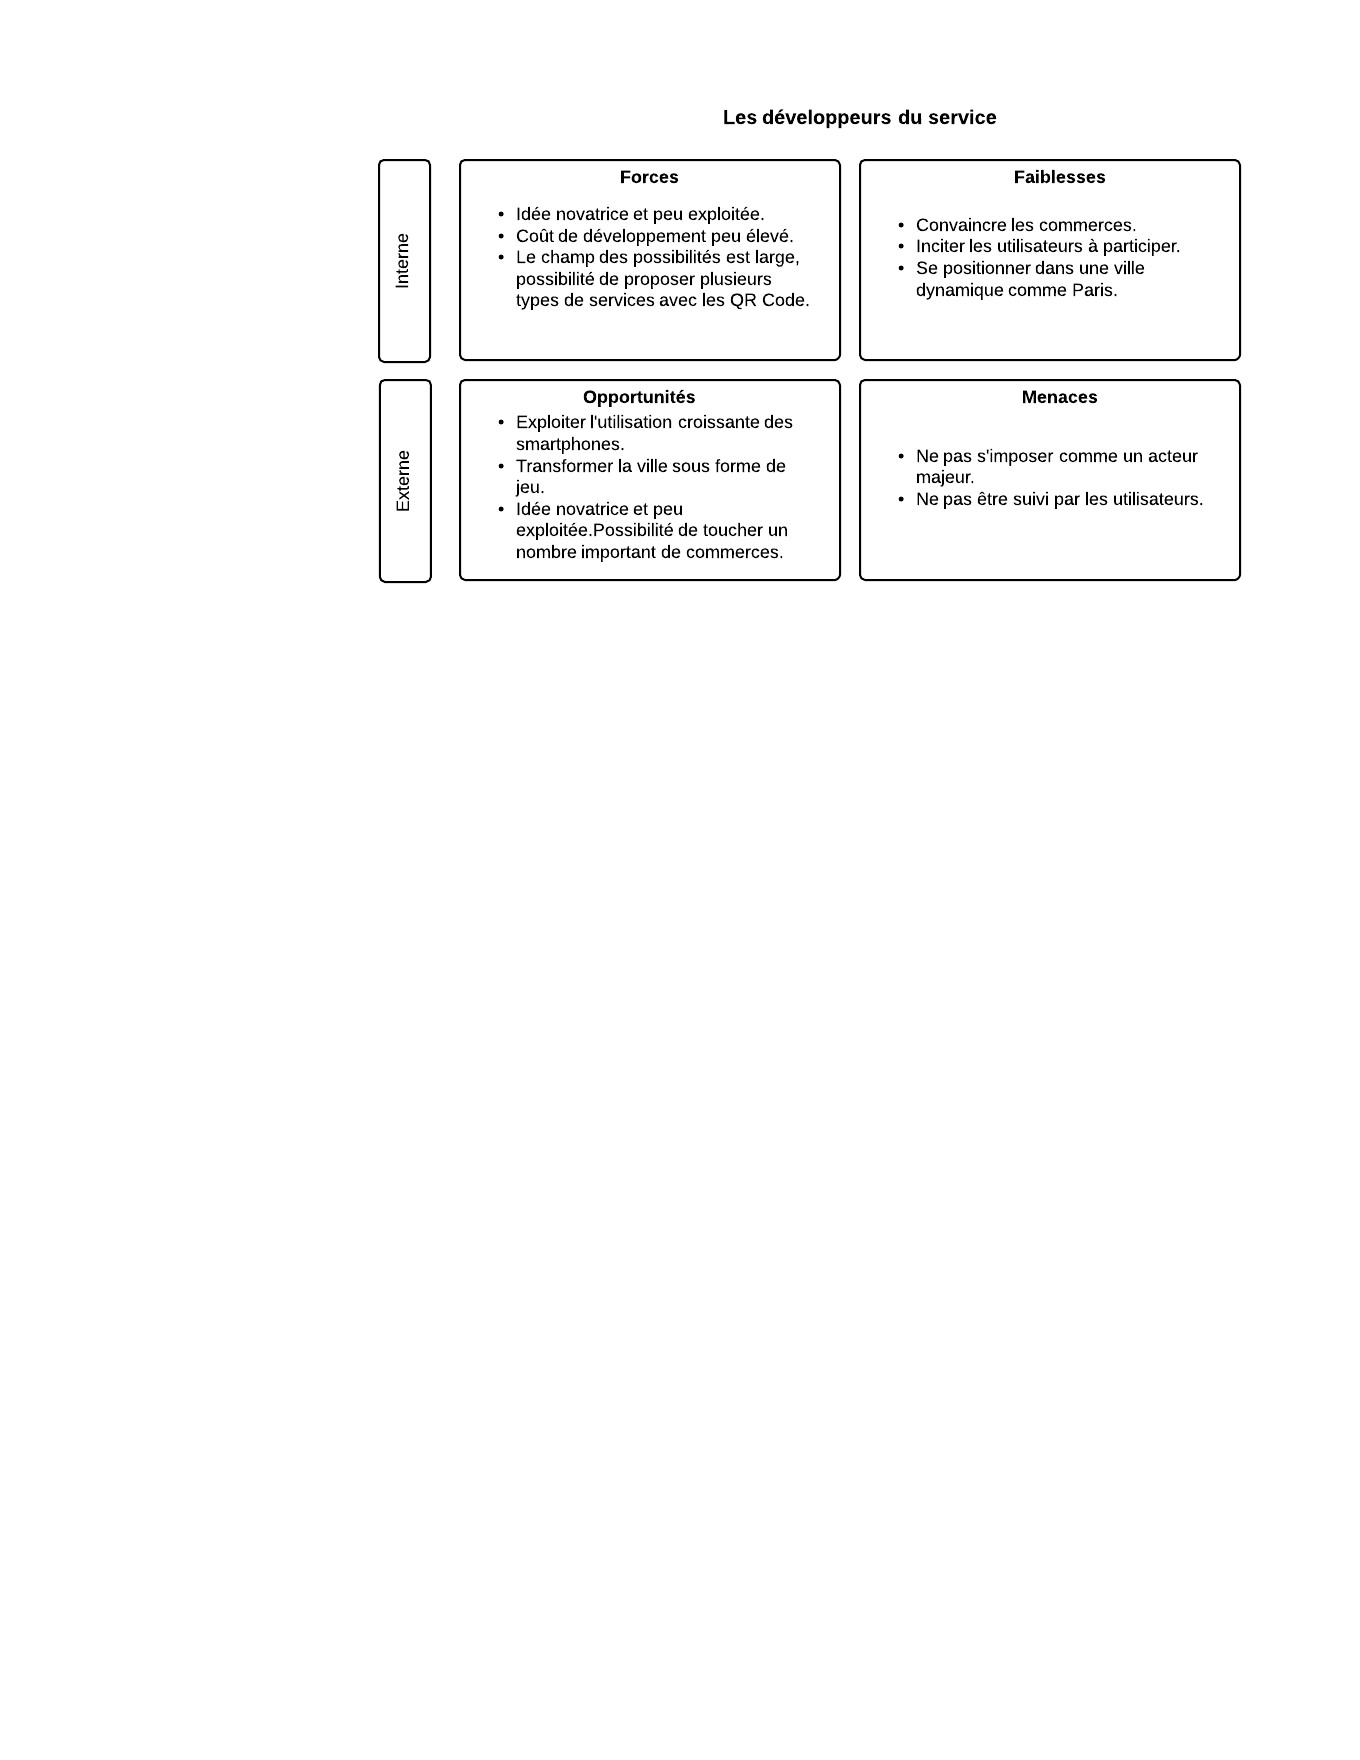 Les développeurs du service
Interne
Forces
• Idée novatrice et peu exploitée.
• Coût de développement peu élevé.
• Le champ des possibilités est large,
possibilité de proposer plusieurs
types de services avec les QR Code.
Faiblesses
• Convaincre les commerces.
• Inciter les utilisateurs à participer.
• Se positionner dans une ville
dynamique comme Paris.
Externe
Opportunités
• Exploiter l'utilisation croissante des
smartphones.
• Transformer la ville sous forme de
jeu.
• Idée novatrice et peu
exploitée.Possibilité de toucher un
nombre important de commerces.
Menaces
• Ne pas s'imposer comme un acteur
majeur.
• Ne pas être suivi par les utilisateurs.